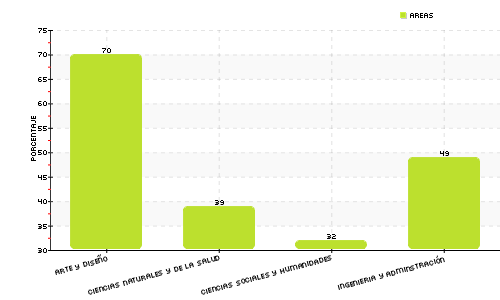 AREAS
75
70
65
60
55
50
45
40
35
30
PORCENTAJE
70
39
32
49
ARTE Y DISEÑO
CIENCIAS NATURALES Y DE LA SALUD
CIENCIAS SOCIALES Y HUMANIDADES
INGENIERIA Y ADMINSTRACIÓN